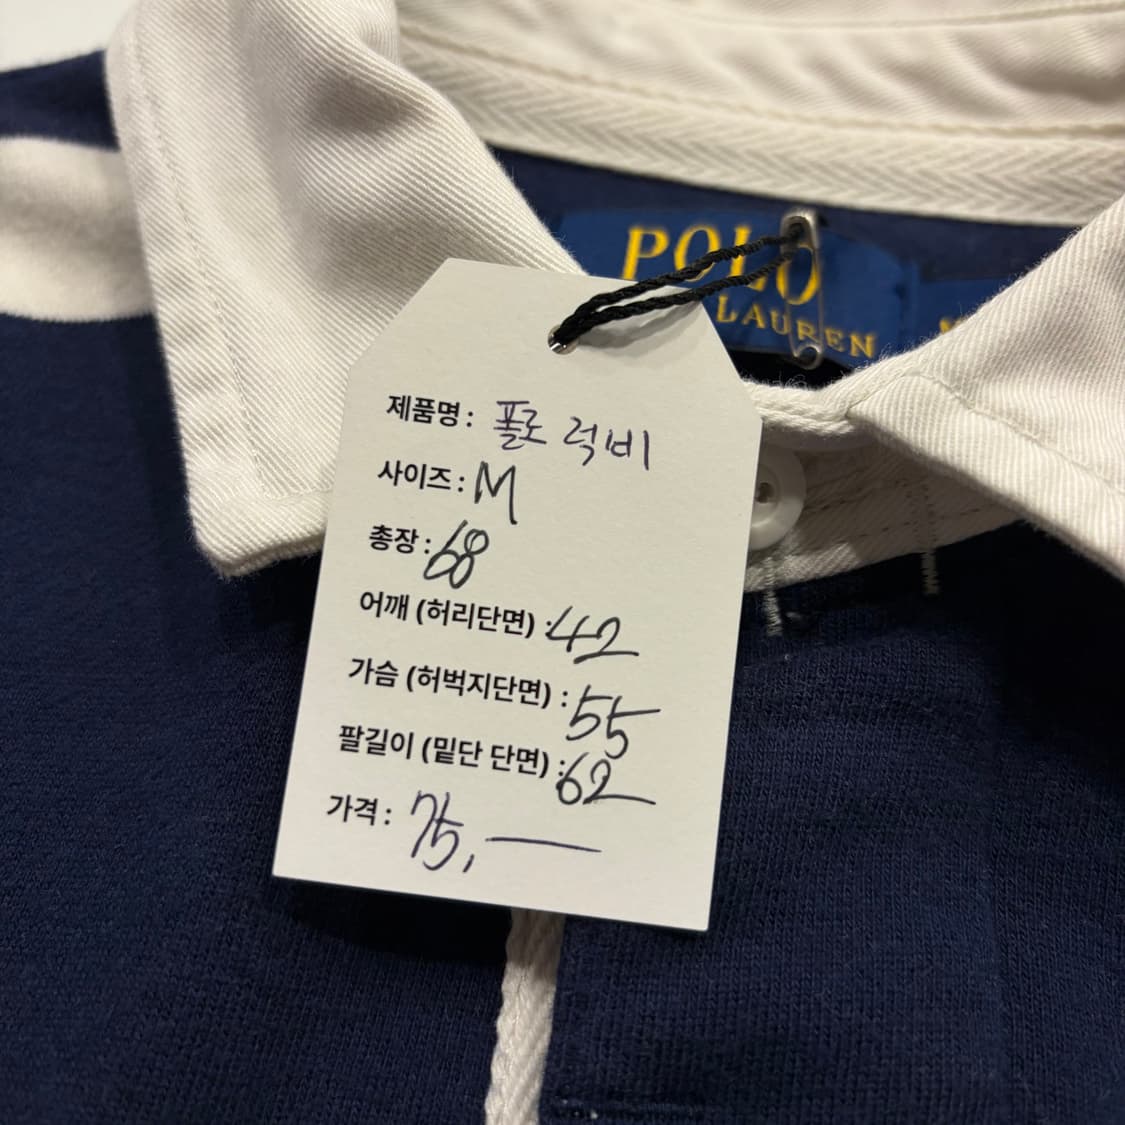 POLO
LAUREN
제품명 : 폴로 럭비
사이즈 : M
총장 : 68
어깨 (허리단면) : 42
가슴 (허벅지단면) : 55
팔길이 (밑단 단면) : 62
가격 : 75,—